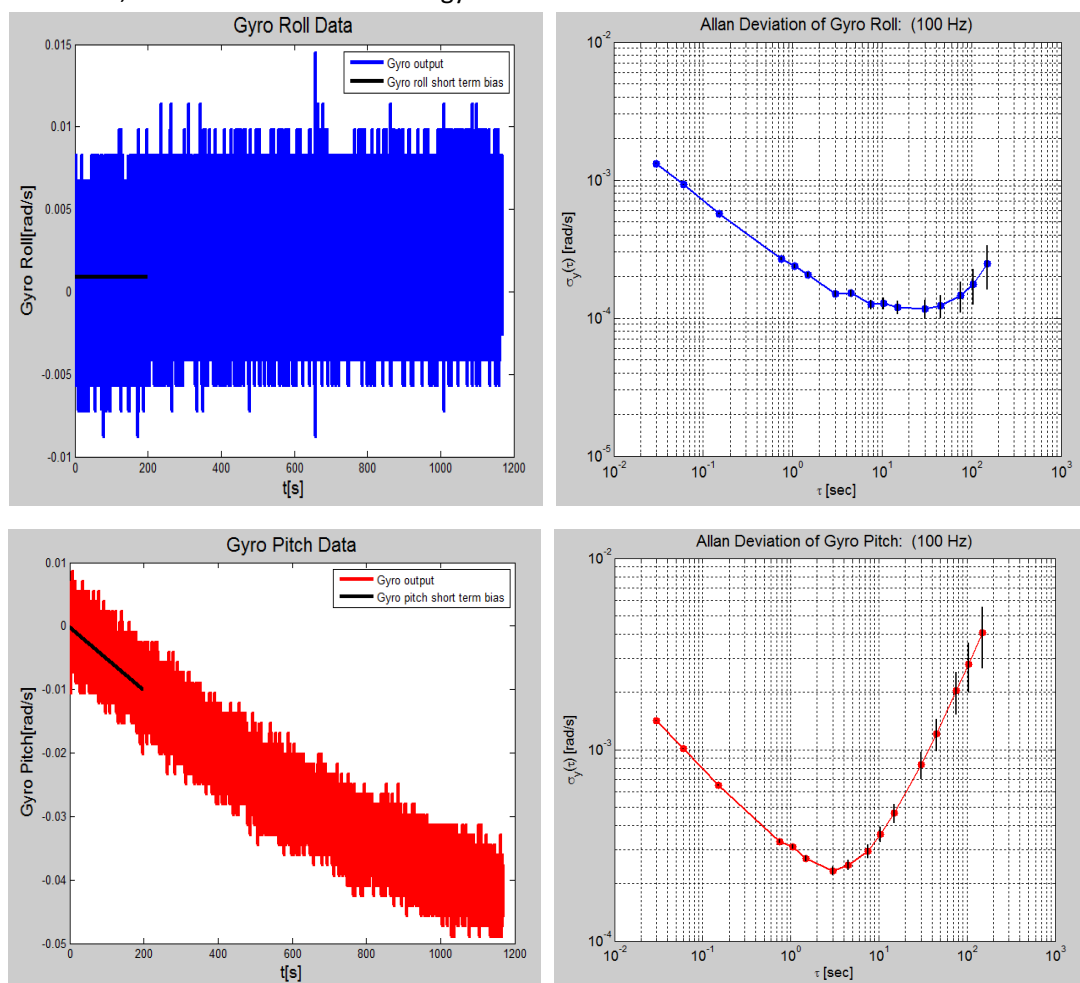 Gyro Roll Data
Gyro output
Gyro roll short term bias
0.015
0.01
0.005
0
-0.005
-0.01
Gyro Roll[rad/s]
0 200 400 600 800 1000 1200
t[s]
Allan Deviation of Gyro Roll: (100 Hz)
10^-2
10^-3
10^-4
10^-5
σy(τ) [rad/s]
10^-2 10^-1 10^0 10^1 10^2 10^3
τ [sec]
Gyro Pitch Data
Gyro output
Gyro pitch short term bias
0.01
0
-0.01
-0.02
-0.03
-0.04
-0.05
Gyro Pitch[rad/s]
0 200 400 600 800 1000 1200
t[s]
Allan Deviation of Gyro Pitch: (100 Hz)
10^-2
10^-3
10^-4
σy(τ) [rad/s]
10^-2 10^-1 10^0 10^1 10^2 10^3
τ [sec]